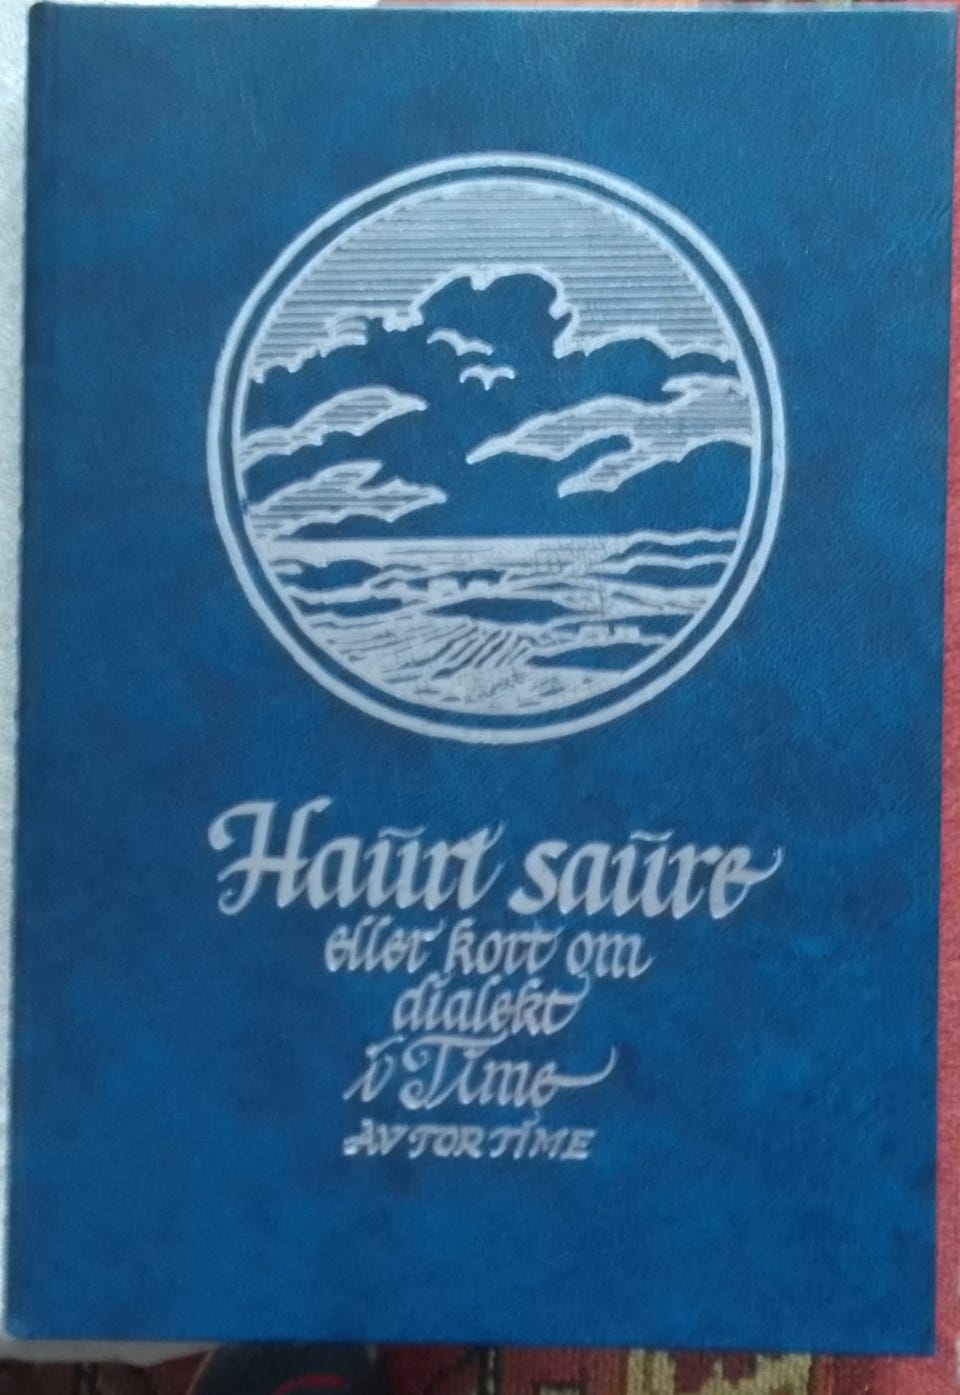 Haũrt saũre
eller kort om
dialekt
i Time
AV TOR TIME